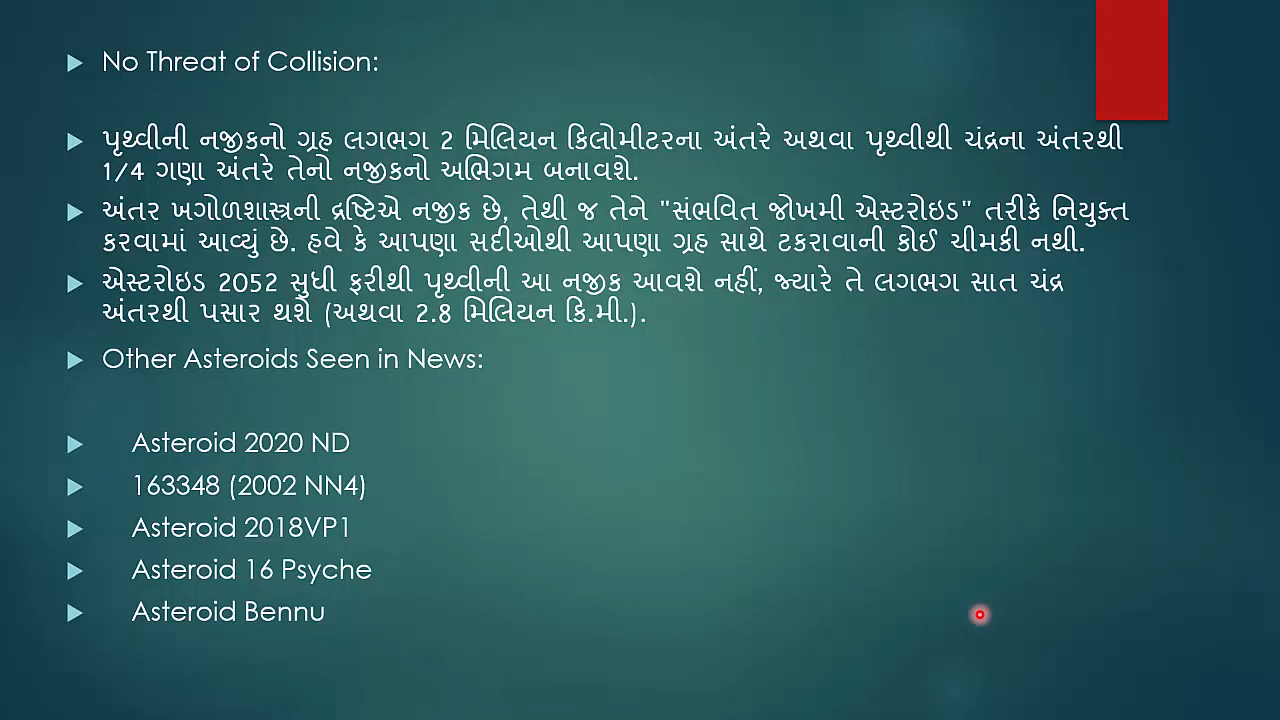 No Threat of Collision:
પૃથ્વીની નજીકનો ગ્રહ લગભગ 2 મિલિયન કિલોમીટરના અંતરે અથવા પૃથ્વીથી ચંદ્રના અંતરથી
1/4 ગણા અંતરે તેનો નજીકનો અભિગમ બનાવશે.
અંતર ખગોળશાસ્ત્રની દ્રષ્ટિએ નજીક છે, તેથી જ તેને "સંભવિત જોખમી એસ્ટરોઇડ" તરીકે નિયુક્ત
કરવામાં આવ્યું છે. હવે કે આપણા સદીઓથી આપણા ગ્રહ સાથે ટકરાવાની કોઈ ચીમકી નથી.
એસ્ટરોઇડ 2052 સુધી ફરીથી પૃથ્વીની આ નજીક આવશે નહીં, જ્યારે તે લગભગ સાત ચંદ્ર
અંતરથી પસાર થશે (અથવા 2.8 મિલિયન કિ.મી.).
Other Asteroids Seen in News:
Asteroid 2020 ND
163348 (2002 NN4)
Asteroid 2018VP1
Asteroid 16 Psyche
Asteroid Bennu